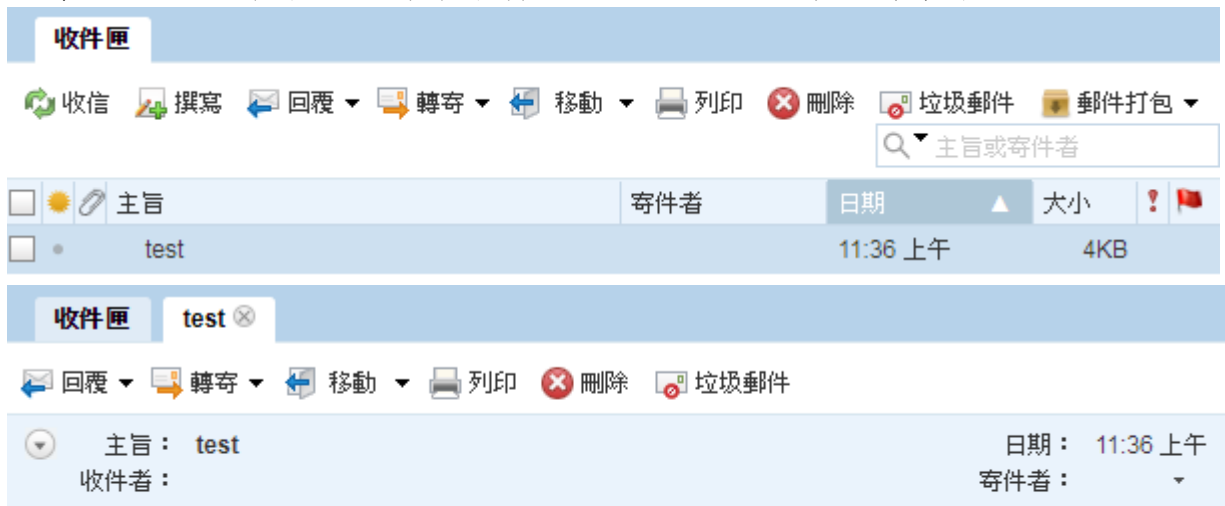 收件匣
收信 撰寫 回覆 轉寄 移動 列印 刪除 垃圾郵件 郵件打包
主旨或寄件者
主旨 寄件者 日期 大小
test 11:36 上午 4KB
收件匣 test
回覆 轉寄 移動 列印 刪除 垃圾郵件
主旨： test 日期： 11:36 上午
收件者： 寄件者：